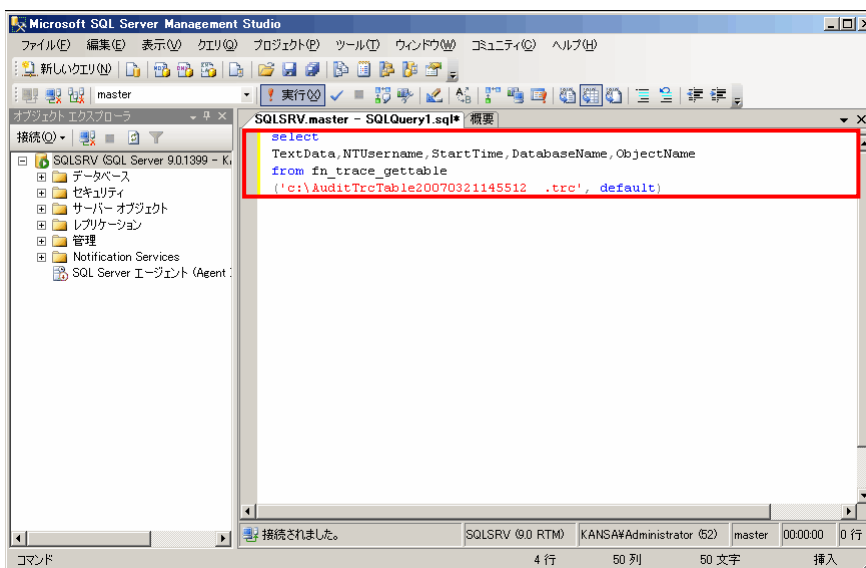 Microsoft SQL Server Management Studio
ファイル(F) 編集(E) 表示(V) クエリ(Q) プロジェクト(P) ツール(T) ウィンドウ(W) コミュニティ(C) ヘルプ(H)
新しいクエリ(N)
master 実行(X)
オブジェクト エクスプローラ
SQLSRV.master - SQLQuery1.sql* 概要
接続(O)
select
TextData,NTUsername,StartTime,DatabaseName,ObjectName
from fn_trace_gettable
('c:\AuditTrcTable20070321145512 .trc', default)
SQLSRV (SQL Server 9.0.1399 - K
データベース
セキュリティ
サーバー オブジェクト
レプリケーション
管理
Notification Services
SQL Server エージェント (Agent
接続されました。 SQLSRV (9.0 RTM) KANSA¥Administrator (52) master 00:00:00 0 行
コマンド 4 行 50 列 50 文字 挿入